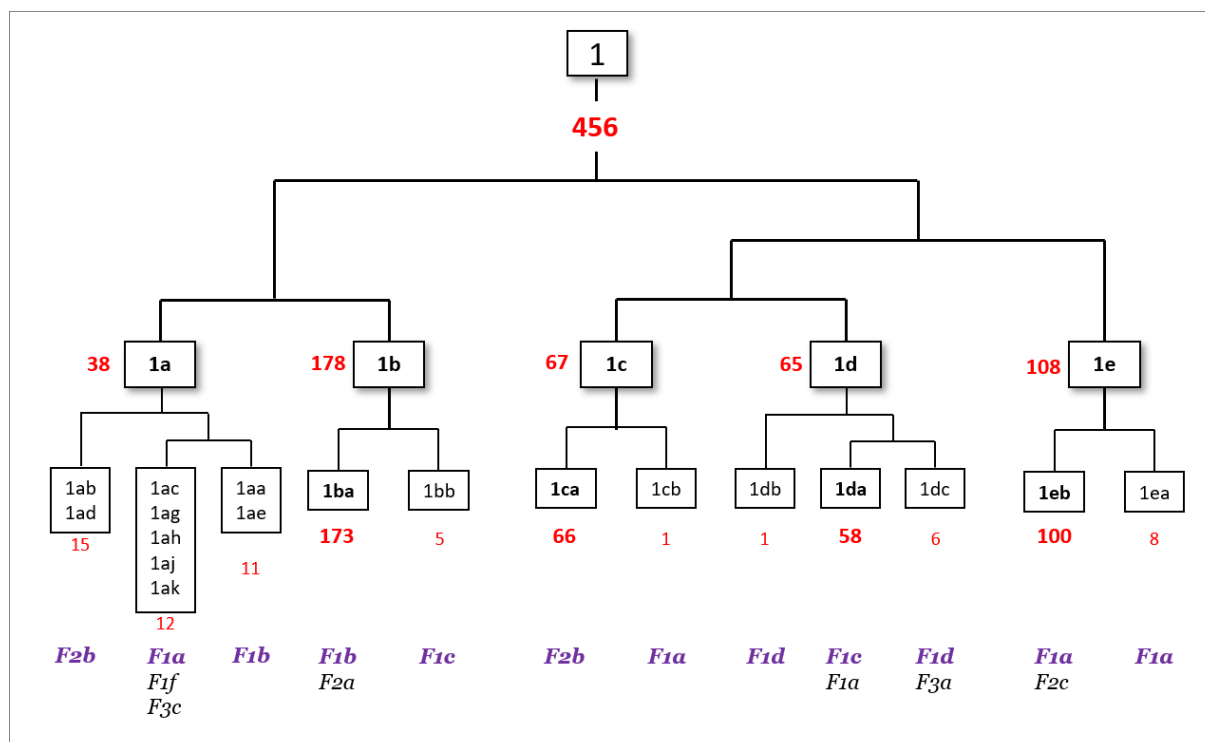 1
456
38 1a 178 1b 67 1c 65 1d 108 1e
1ab 1ac 1aa 1ba 1bb 1ca 1cb 1db 1da 1dc 1eb 1ea
1ad 1ag 1ae
1ah
1aj
1ak
15 12 11 173 5 66 1 1 58 6 100 8
F2b F1a F1b F1b F1c F2b F1a F1d F1c F1d F1a F1a
F1f F2a F1a F3a F2c
F3c